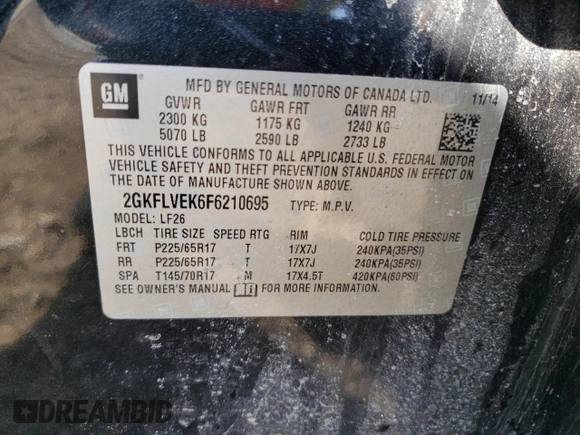 GM
MFD BY GENERAL MOTORS OF CANADA LTD. 11/14
GVWR GAWR FRT GAWR RR
2300 KG 1175 KG 1240 KG
5070 LB 2590 LB 2733 LB
THIS VEHICLE CONFORMS TO ALL APPLICABLE U.S. FEDERAL MOTOR
VEHICLE SAFETY AND THEFT PREVENTION STANDARDS IN EFFECT ON
THE DATE OF MANUFACTURE SHOWN ABOVE.
2GKFLVEK6F6210695 TYPE: M.P.V.
MODEL: LF26
LBCH TIRE SIZE SPEED RTG RIM COLD TIRE PRESSURE
FRT P225/65R17 T 17X7J 240KPA(35PSI)
RR P225/65R17 T 17X7J 240KPA(35PSI)
SPA T145/70R17 M 17X4.5T 420KPA(60PSI)
SEE OWNER'S MANUAL i FOR MORE INFORMATION.
DREAMBID